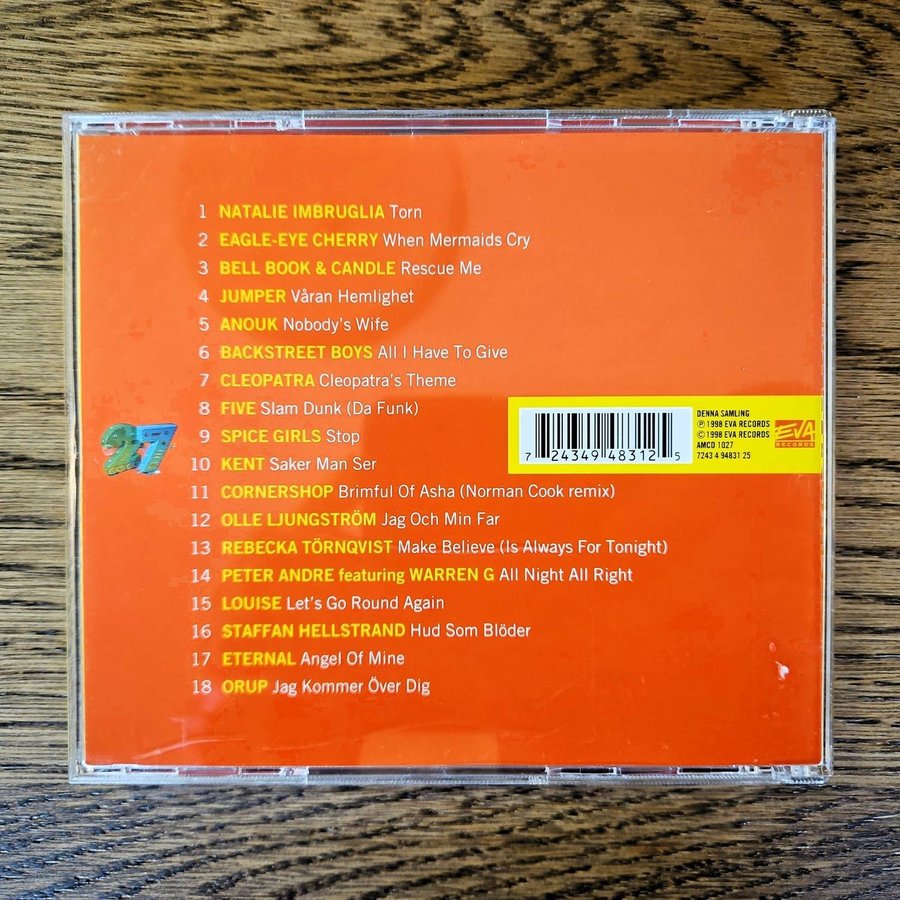 1 NATALIE IMBRUGLIA Torn
2 EAGLE-EYE CHERRY When Mermaids Cry
3 BELL BOOK & CANDLE Rescue Me
4 JUMPER Våran Hemlighet
5 ANOUK Nobody's Wife
6 BACKSTREET BOYS All I Have To Give
7 CLEOPATRA Cleopatra's Theme
8 FIVE Slam Dunk (Da Funk)
9 SPICE GIRLS Stop
10 KENT Saker Man Ser
11 CORNERSHOP Brimful Of Asha (Norman Cook remix)
12 OLLE LJUNGSTRÖM Jag Och Min Far
13 REBECKA TÖRNQVIST Make Believe (Is Always For Tonight)
14 PETER ANDRE featuring WARREN G All Night All Right
15 LOUISE Let's Go Round Again
16 STAFFAN HELLSTRAND Hud Som Blöder
17 ETERNAL Angel Of Mine
18 ORUP Jag Kommer Över Dig
27
7 24349 48312 5
DENNA SAMLING
℗ 1998 EVA RECORDS
© 1998 EVA RECORDS
AMCD 1027
7243 4 94831 25
EVA
RECORDS